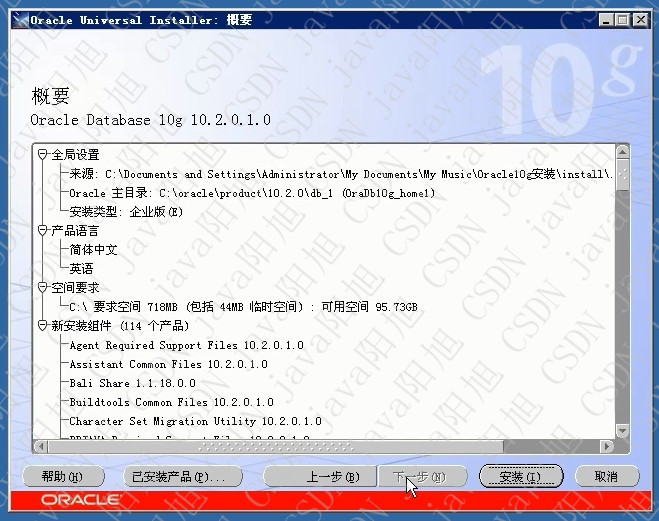 Oracle Universal Installer: 概要
10g
概要
Oracle Database 10g 10.2.0.1.0
全局设置
来源: C:\Documents and Settings\Administrator\My Documents\My Music\Oracle10g安装\install\.
Oracle 主目录: C:\oracle\product\10.2.0\db_1 (OraDb10g_home1)
安装类型: 企业版(E)
产品语言
简体中文
英语
空间要求
C:\ 要求空间 718MB (包括 44MB 临时空间) : 可用空间 95.73GB
新安装组件 (114 个产品)
Agent Required Support Files 10.2.0.1.0
Assistant Common Files 10.2.0.1.0
Bali Share 1.1.18.0.0
Buildtools Common Files 10.2.0.1.0
Character Set Migration Utility 10.2.0.1.0
帮助(H) 已安装产品(P)... 上一步(B) 下一步(N) 安装(I) 取消
ORACLE
CSDN java阳旭